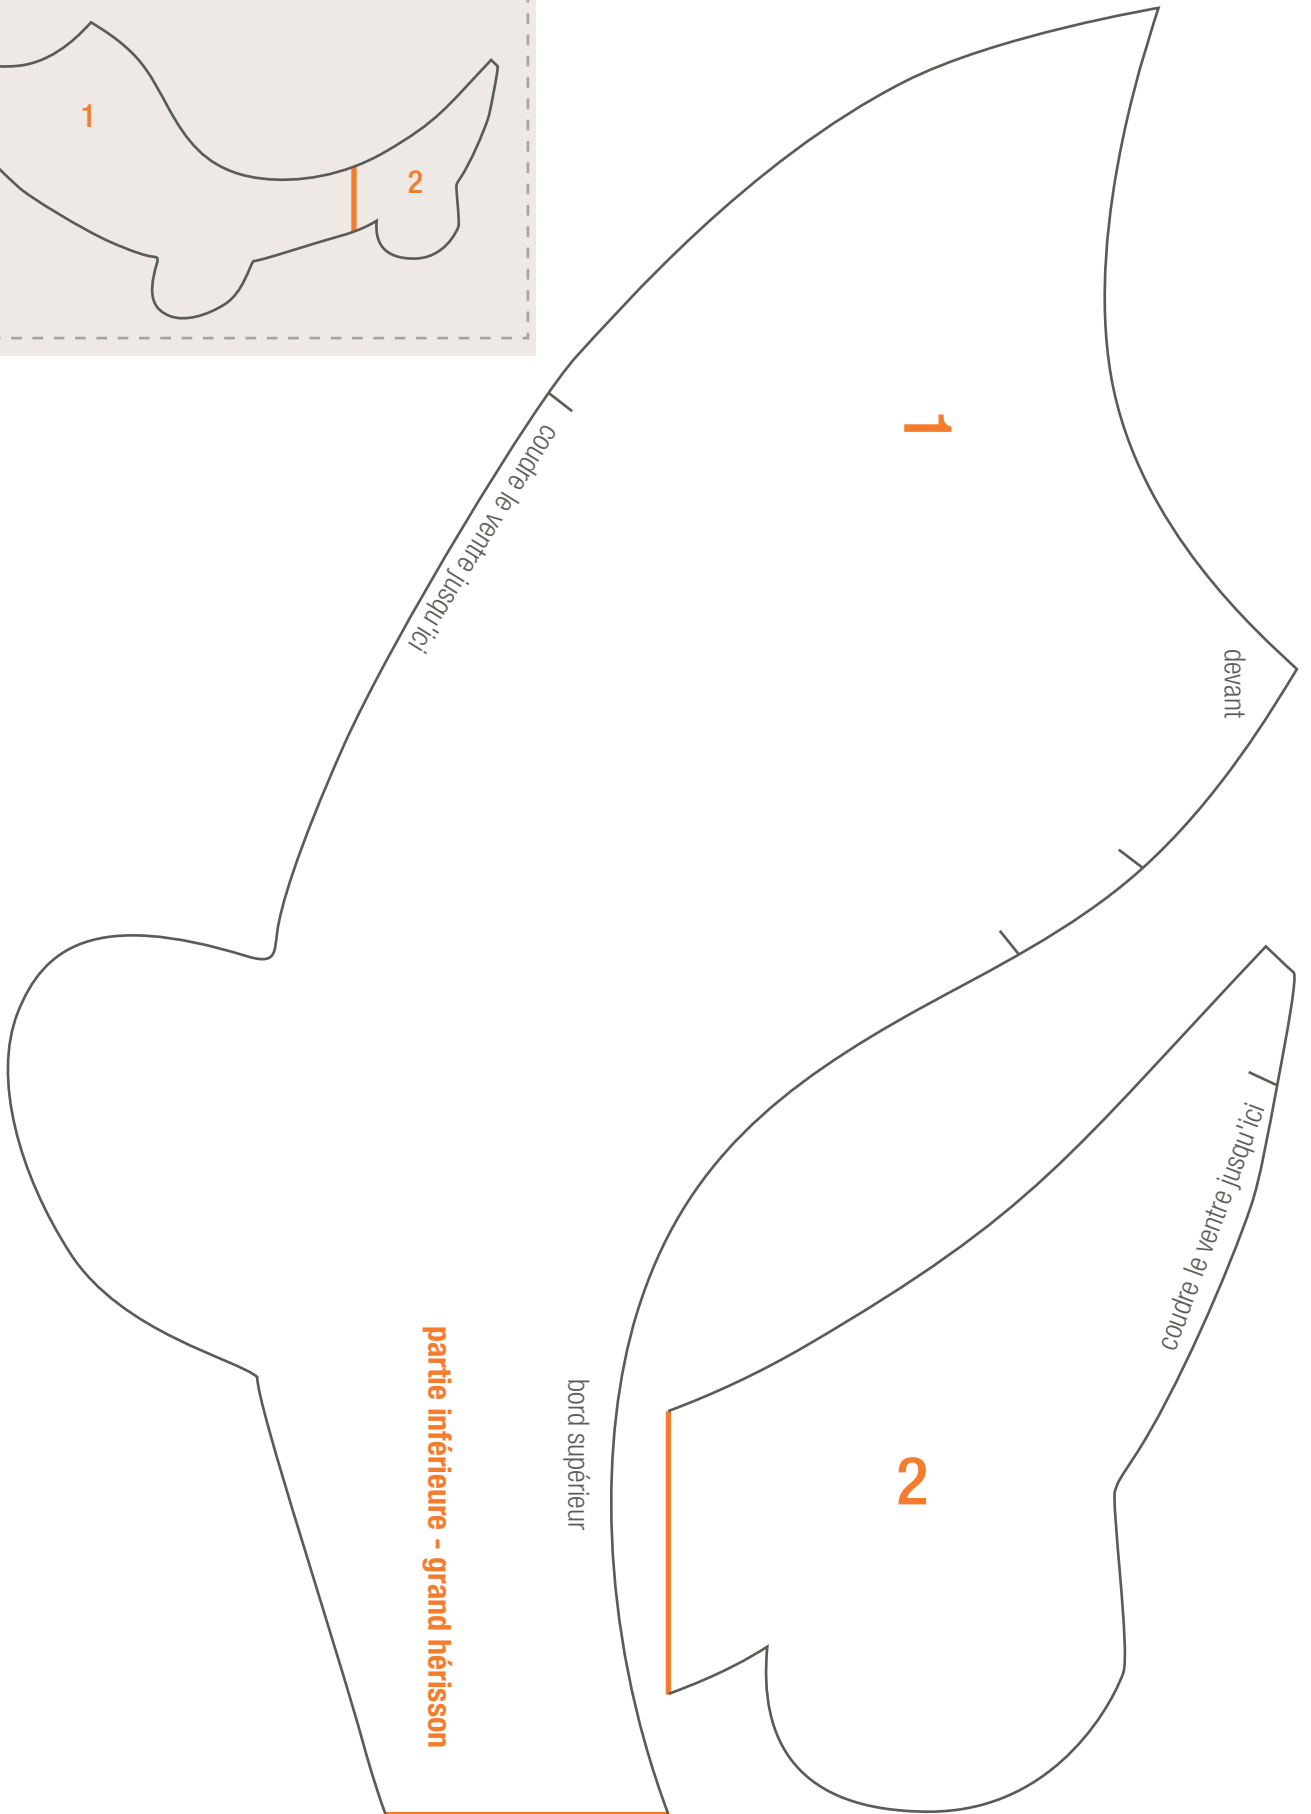 1
2
1
coudre le ventre jusqu'ici
devant
coudre le ventre jusqu'ici
partie inférieure - grand hérisson
bord supérieur
2